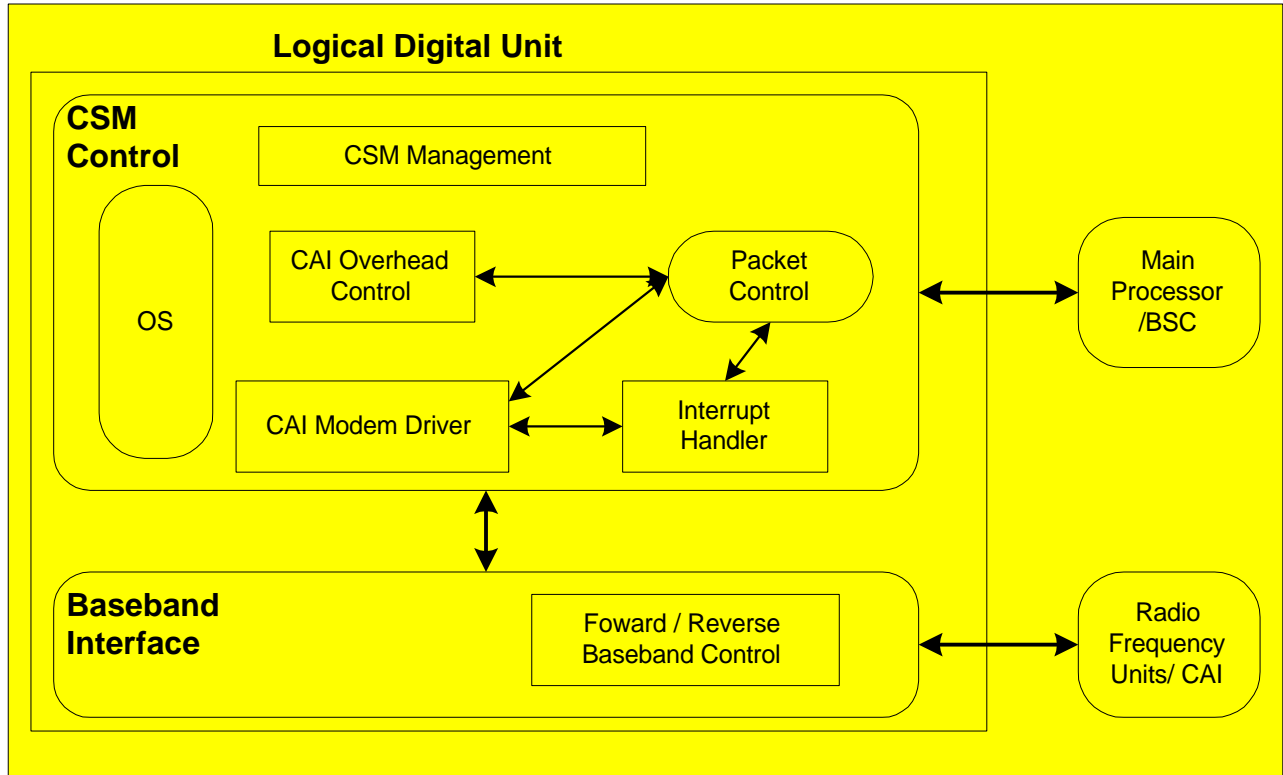 Logical Digital Unit
CSM
Control
CSM Management
OS
CAI Overhead
Control
Packet
Control
CAI Modem Driver
Interrupt
Handler
Main
Processor
/BSC
Baseband
Interface
Foward / Reverse
Baseband Control
Radio
Frequency
Units/ CAI